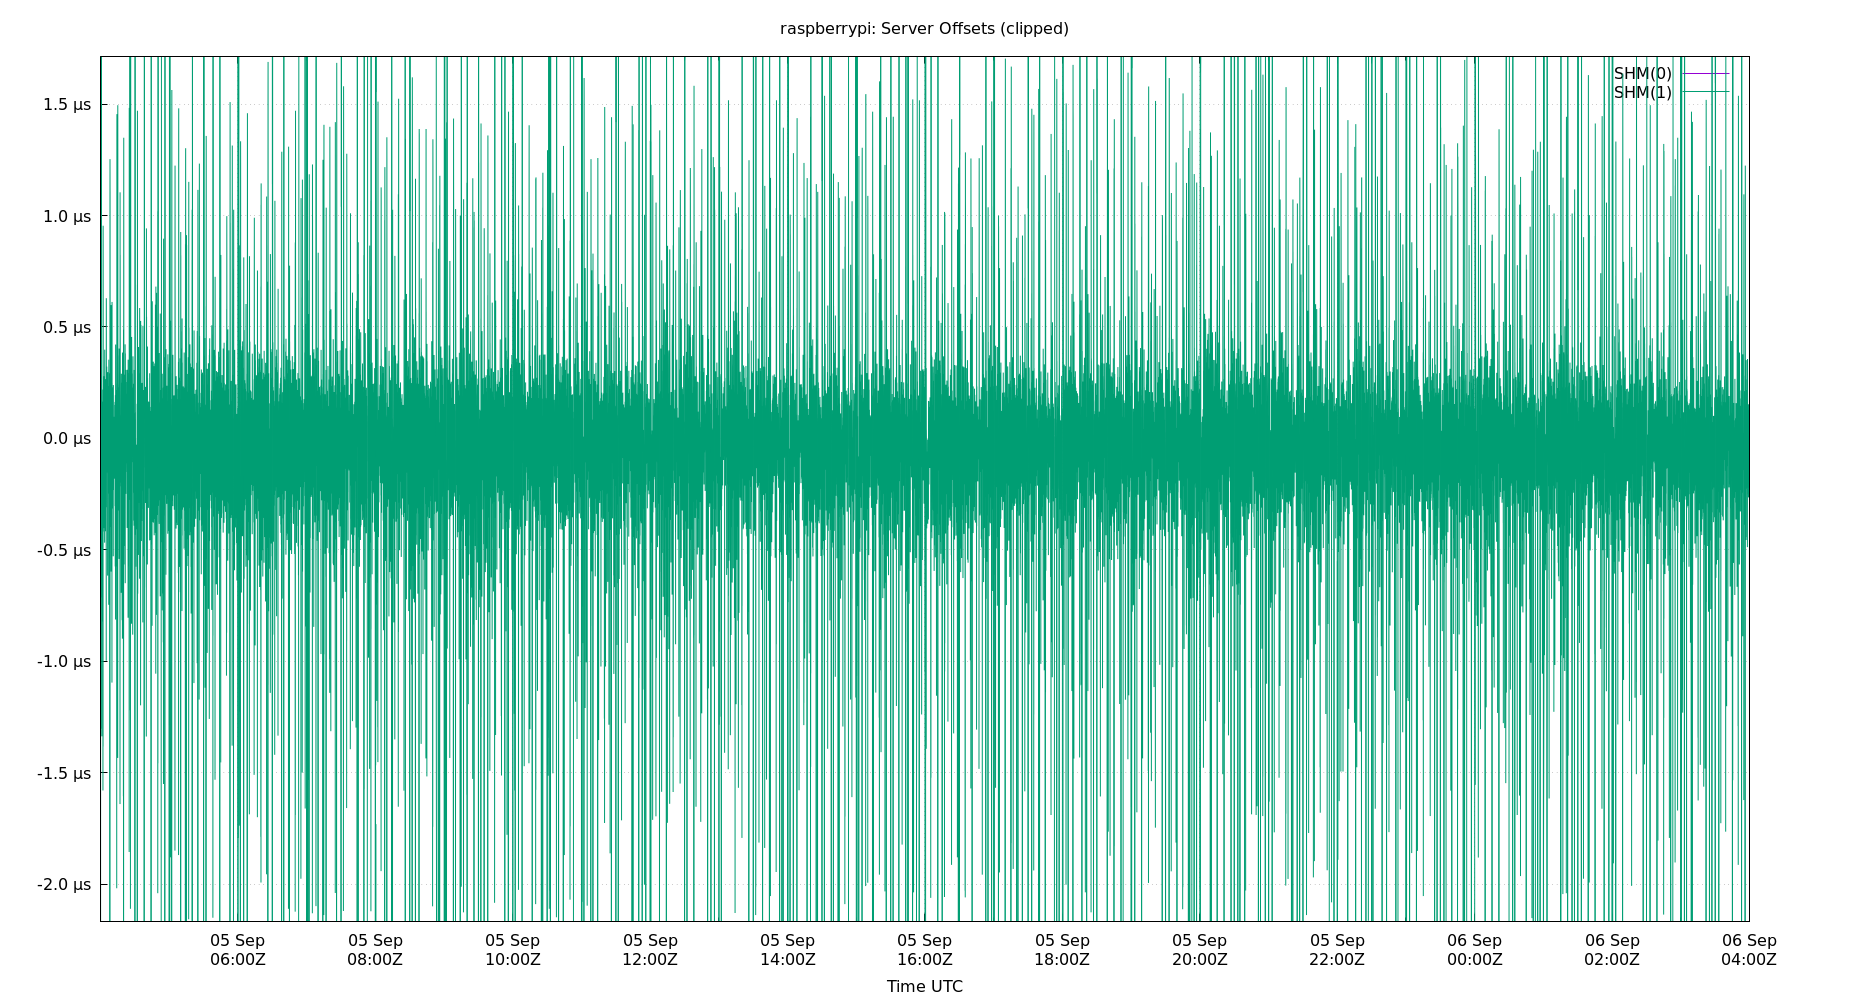 raspberrypi: Server Offsets (clipped)
SHM(0)
SHM(1)
1.5 µs
1.0 µs
0.5 µs
0.0 µs
-0.5 µs
-1.0 µs
-1.5 µs
-2.0 µs
05 Sep 05 Sep 05 Sep 05 Sep 05 Sep 05 Sep 05 Sep 05 Sep 05 Sep 06 Sep 06 Sep 06 Sep
06:00Z 08:00Z 10:00Z 12:00Z 14:00Z 16:00Z 18:00Z 20:00Z 22:00Z 00:00Z 02:00Z 04:00Z
Time UTC